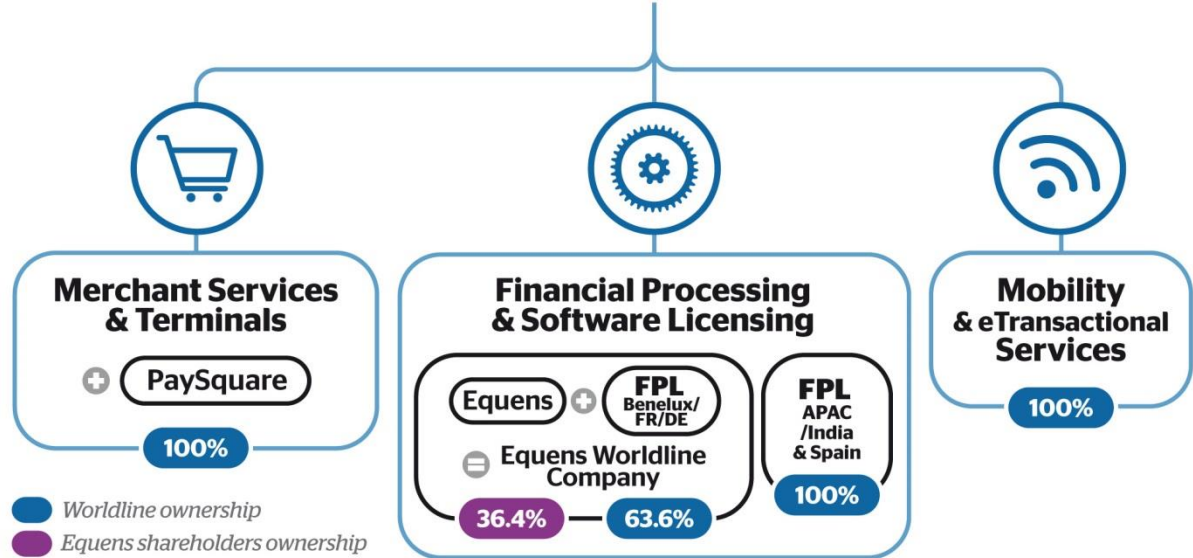 Merchant Services
& Terminals
PaySquare
100%
Financial Processing
& Software Licensing
Equens
FPL
Benelux/
FR/DE
Equens Worldline
Company
36.4%
63.6%
FPL
APAC
/India
& Spain
100%
Mobility
& eTransactional
Services
100%
Worldline ownership
Equens shareholders ownership